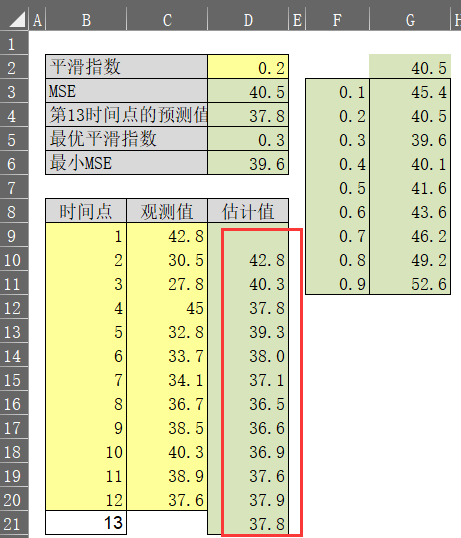 A B C D E F G
1
2 平滑指数 0.2 40.5
3 MSE 40.5 0.1 45.4
4 第13时间点的预测值 37.8 0.2 40.5
5 最优平滑指数 0.3 0.3 39.6
6 最小MSE 39.6 0.4 40.1
7 0.5 41.6
8 时间点 观测值 估计值 0.6 43.6
9 1 42.8 0.7 46.2
10 2 30.5 42.8 0.8 49.2
11 3 27.8 40.3 0.9 52.6
12 4 45 37.8
13 5 32.8 39.3
14 6 33.7 38.0
15 7 34.1 37.1
16 8 36.7 36.5
17 9 38.5 36.6
18 10 40.3 36.9
19 11 38.9 37.6
20 12 37.6 37.9
21 13 37.8